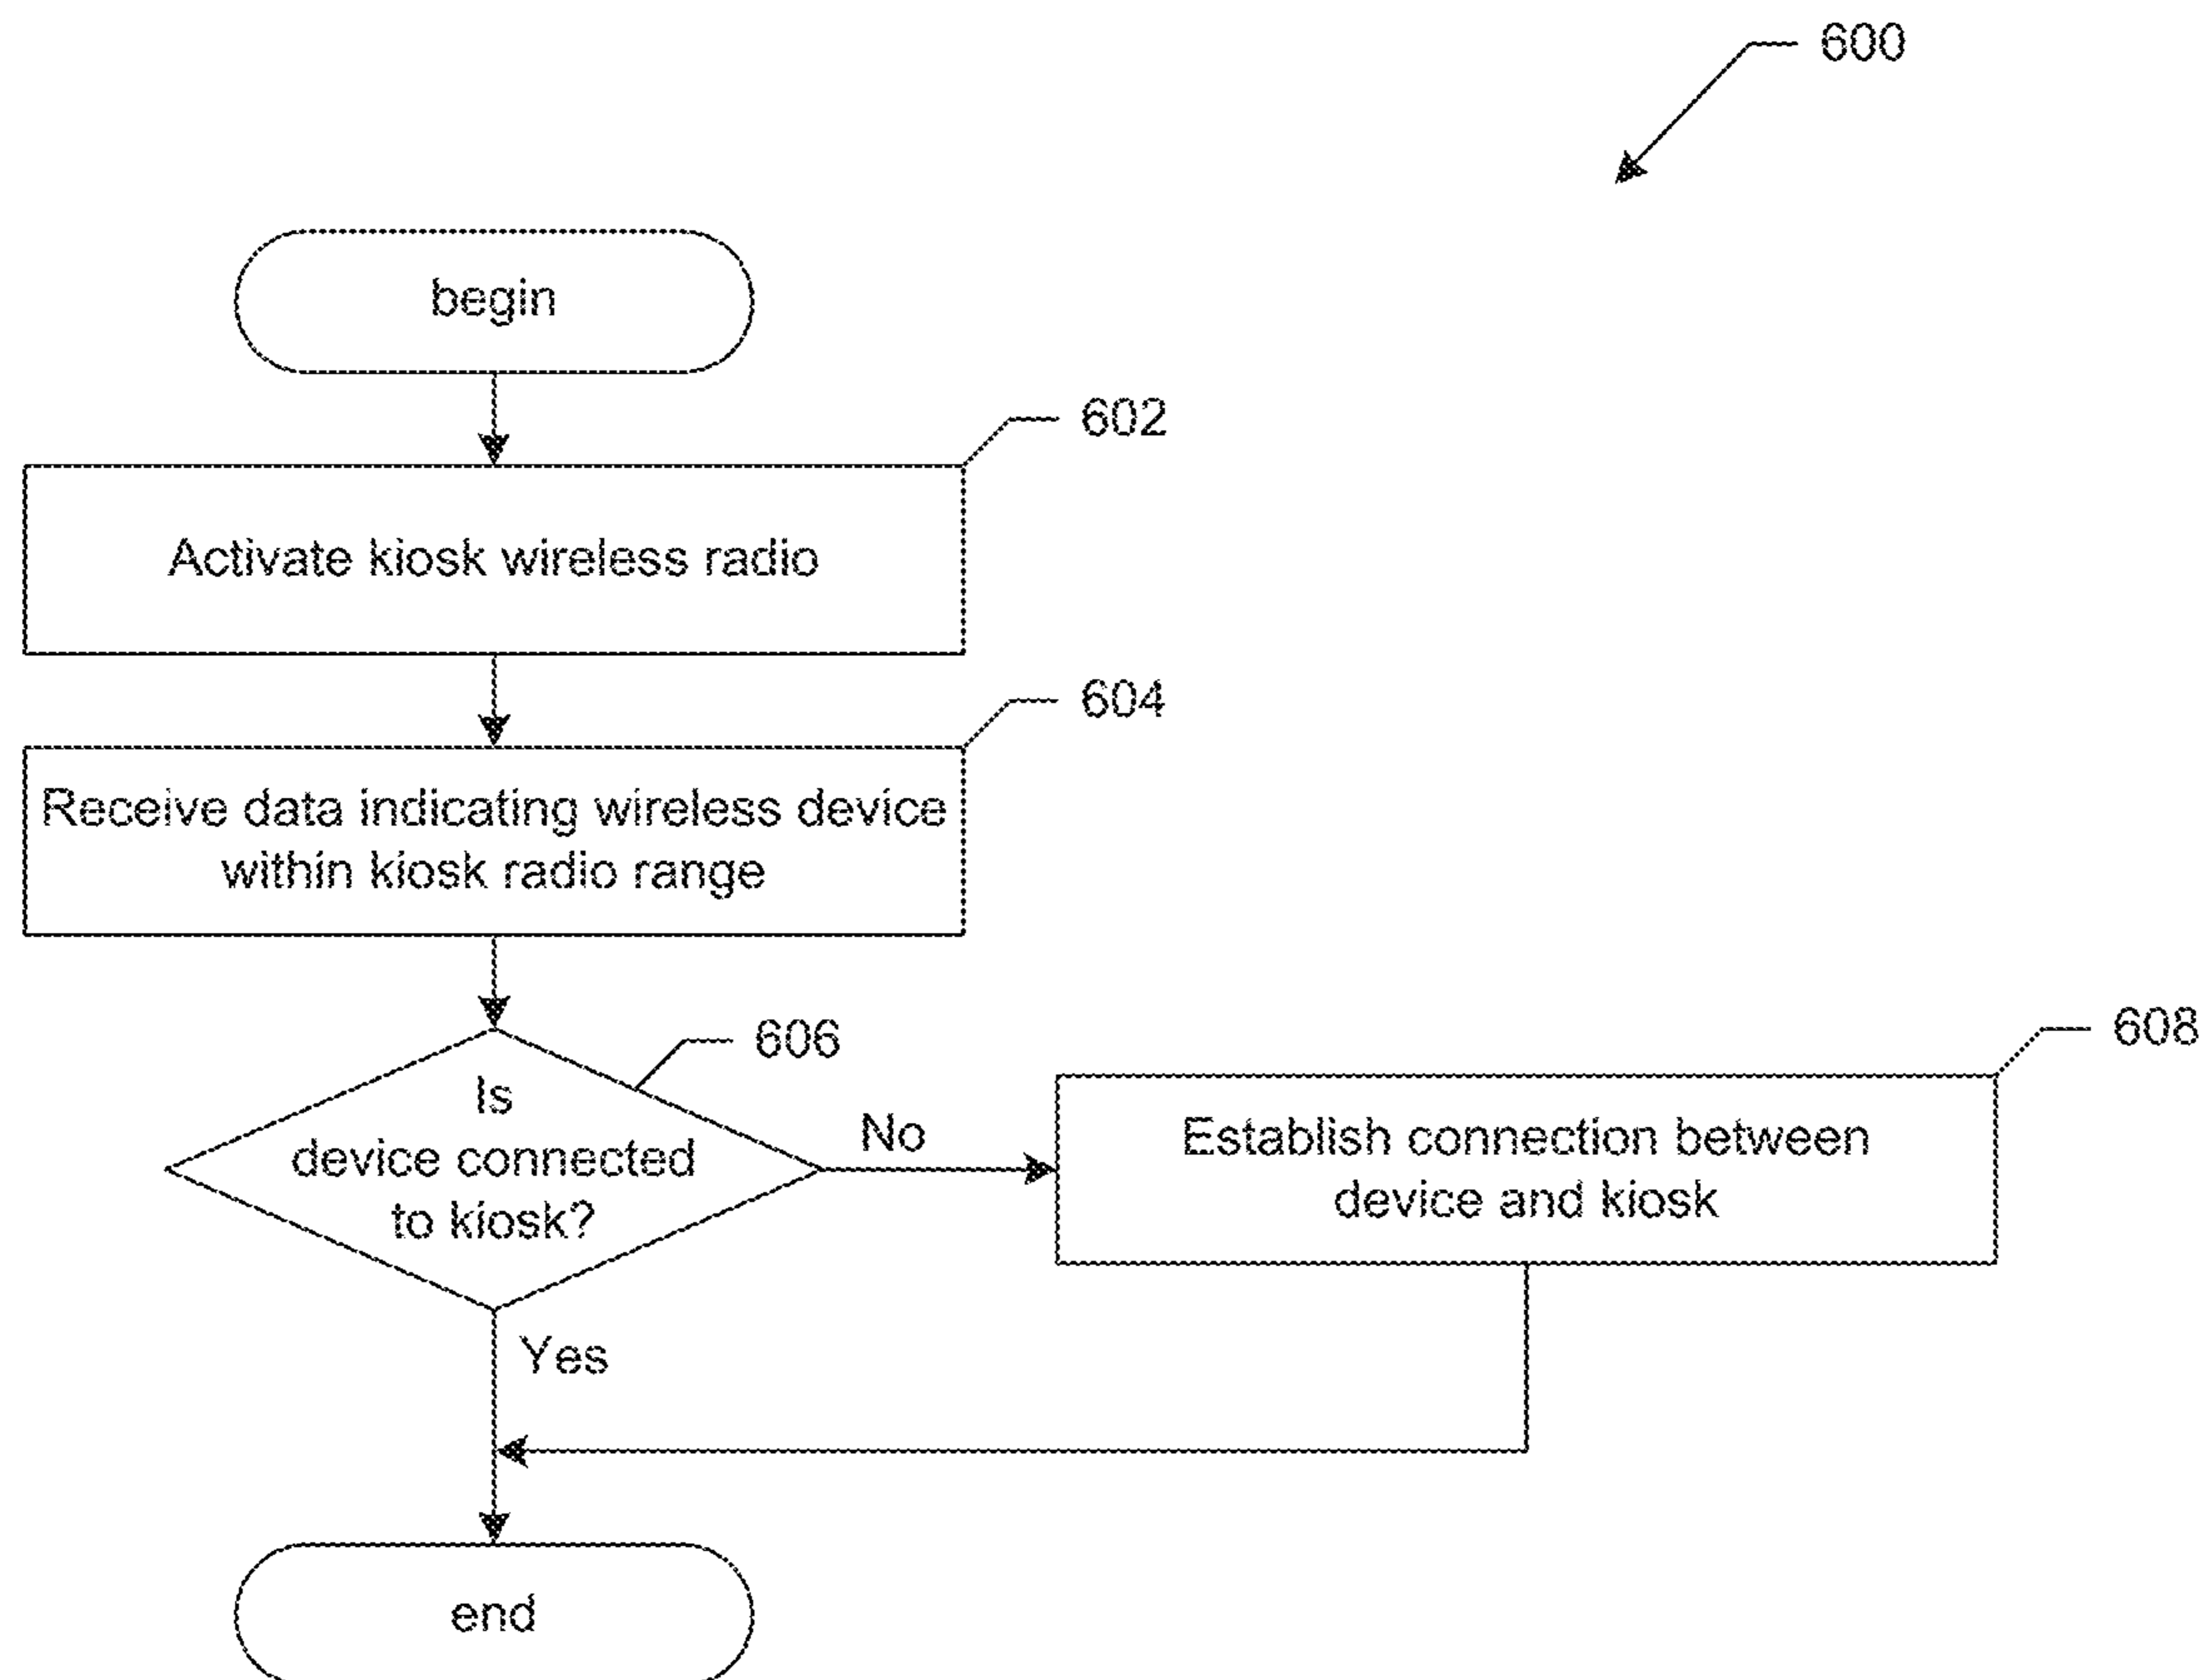 600
begin
602
Activate kiosk wireless radio
604
Receive data indicating wireless device
within kiosk radio range
606
Is
device connected
to kiosk?
No
608
Establish connection between
device and kiosk
Yes
end